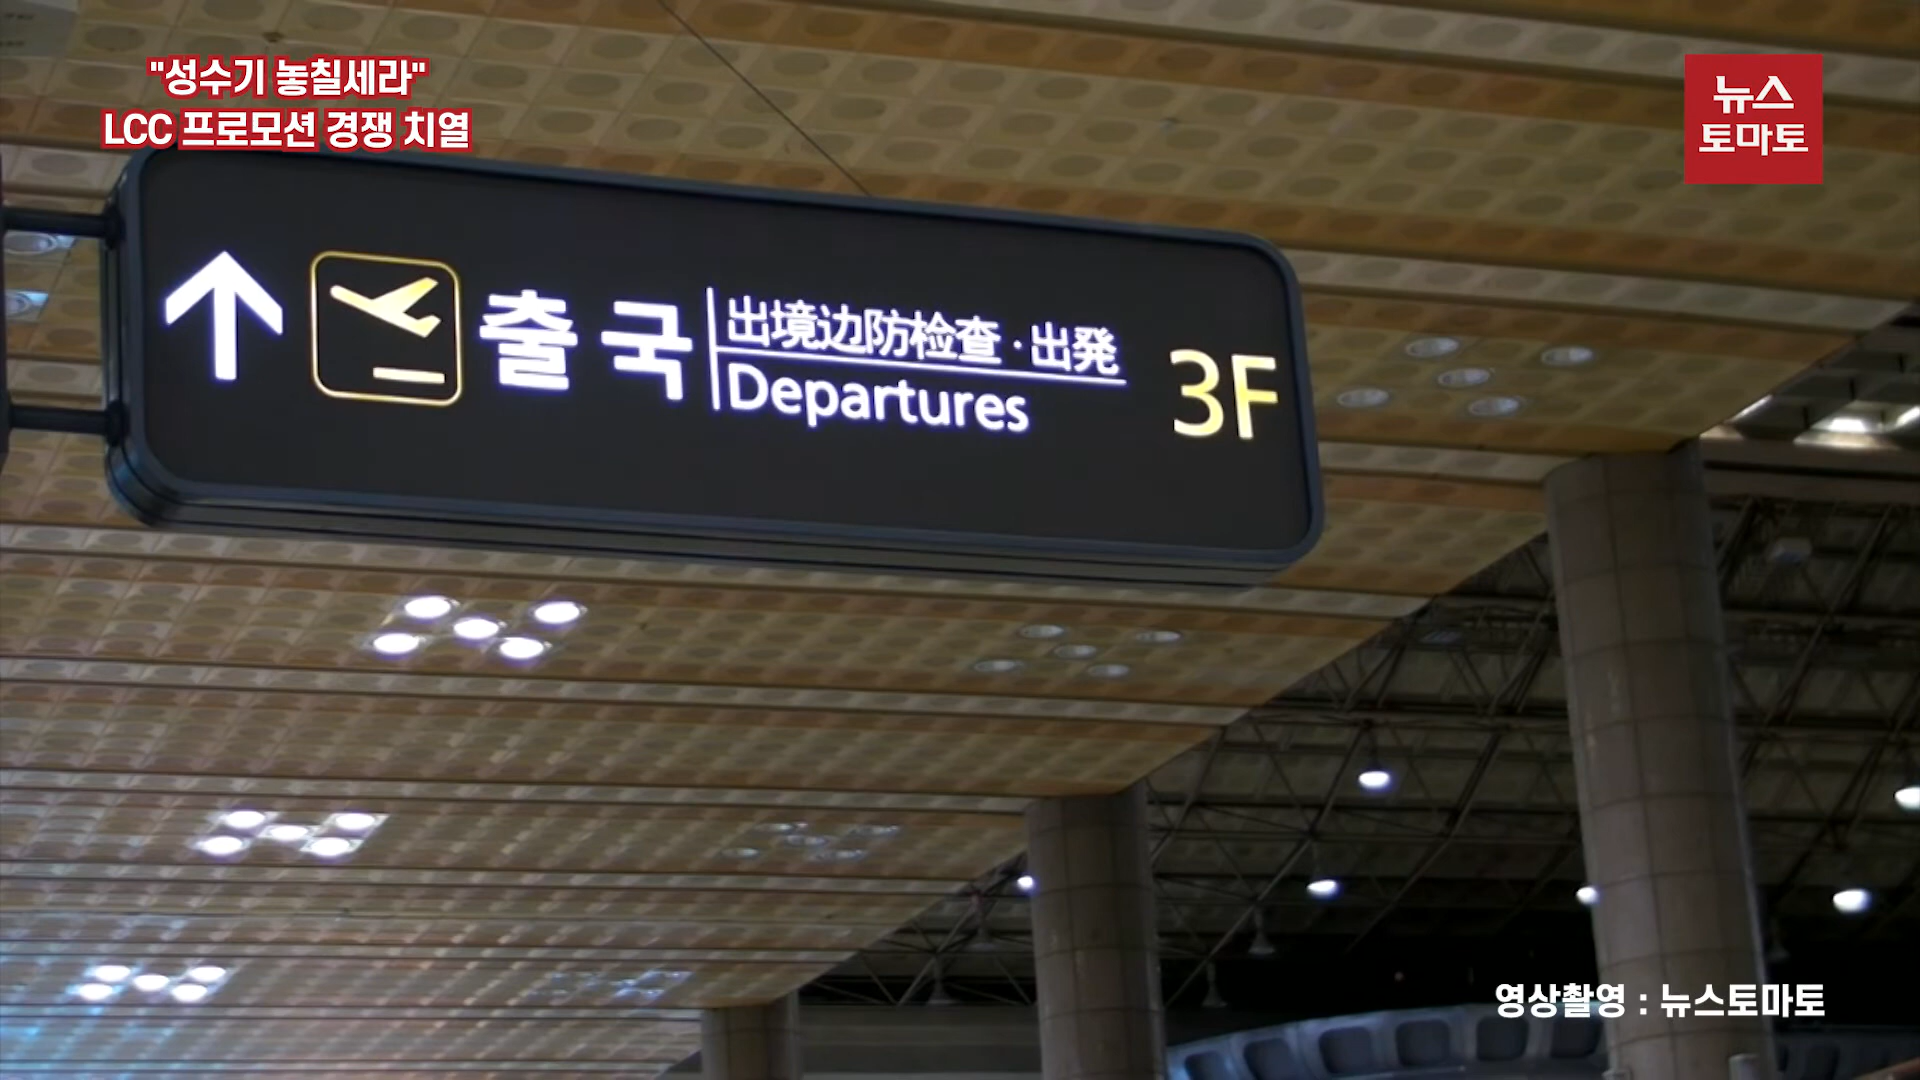 "성수기 놓칠세라"
LCC 프로모션 경쟁 치열
뉴스
토마토
출국
出境边防检查·出発
Departures
3F
영상촬영 : 뉴스토마토